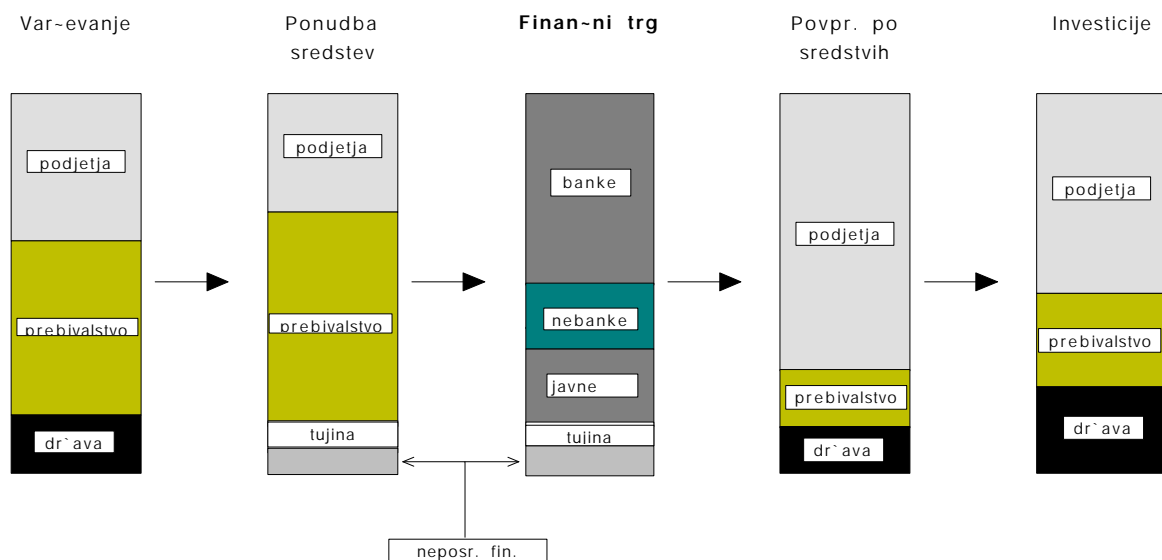 Var~evanje
Ponudba
sredstev
Finan~ni trg
Povpr. po
sredstvih
Investicije
podjetja
prebivalstvo
dr`ava
podjetja
prebivalstvo
tujina
banke
nebanke
javne
tujina
podjetja
prebivalstvo
dr`ava
podjetja
prebivalstvo
dr`ava
neposr. fin.